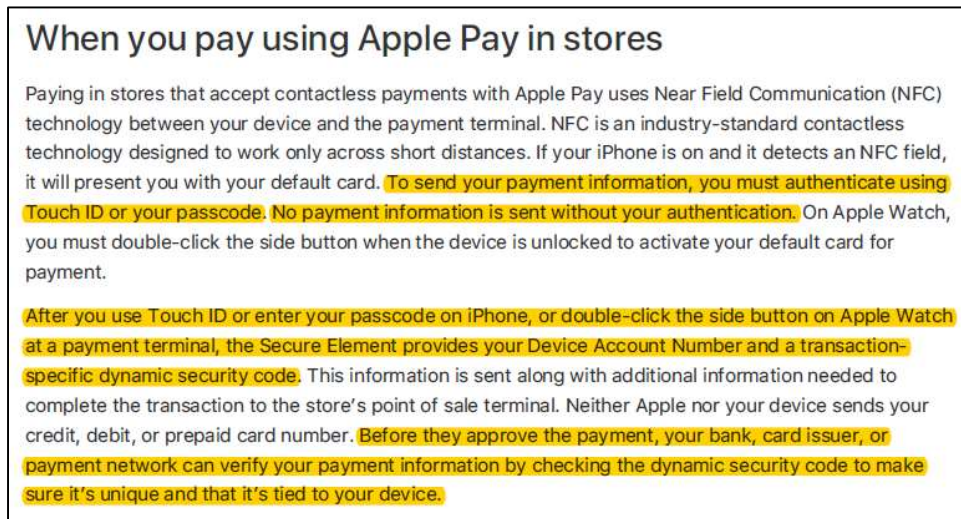 When you pay using Apple Pay in stores
Paying in stores that accept contactless payments with Apple Pay uses Near Field Communication (NFC)
technology between your device and the payment terminal. NFC is an industry-standard contactless
technology designed to work only across short distances. If your iPhone is on and it detects an NFC field,
it will present you with your default card. To send your payment information, you must authenticate using
Touch ID or your passcode. No payment information is sent without your authentication. On Apple Watch,
you must double-click the side button when the device is unlocked to activate your default card for
payment.
After you use Touch ID or enter your passcode on iPhone, or double-click the side button on Apple Watch
at a payment terminal, the Secure Element provides your Device Account Number and a transaction-
specific dynamic security code. This information is sent along with additional information needed to
complete the transaction to the store's point of sale terminal. Neither Apple nor your device sends your
credit, debit, or prepaid card number. Before they approve the payment, your bank, card issuer, or
payment network can verify your payment information by checking the dynamic security code to make
sure it's unique and that it's tied to your device.